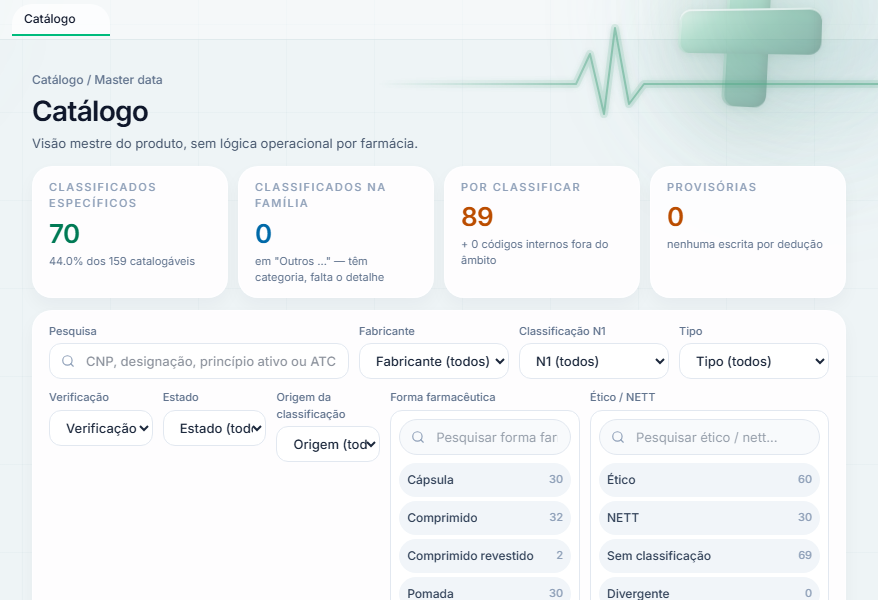 Catálogo
Catálogo / Master data
Catálogo
Visão mestre do produto, sem lógica operacional por farmácia.
CLASSIFICADOS
ESPECÍFICOS
70
44.0% dos 159 catalogáveis
CLASSIFICADOS NA
FAMÍLIA
0
em "Outros ..." — têm
categoria, falta o detalhe
POR CLASSIFICAR
89
+ 0 códigos internos fora do
âmbito
PROVISÓRIAS
0
nenhuma escrita por dedução
Pesquisa
CNP, designação, princípio ativo ou ATC
Fabricante
Fabricante (todos)
Classificação N1
N1 (todos)
Tipo
Tipo (todos)
Verificação
Verificação
Estado
Estado (tod
Origem da
classificação
Origem (tod
Forma farmacêutica
Pesquisar forma far
Cápsula 30
Comprimido 32
Comprimido revestido 2
Pomada 30
Ético / NETT
Pesquisar ético / nett...
Ético 60
NETT 30
Sem classificação 69
Divergente 0